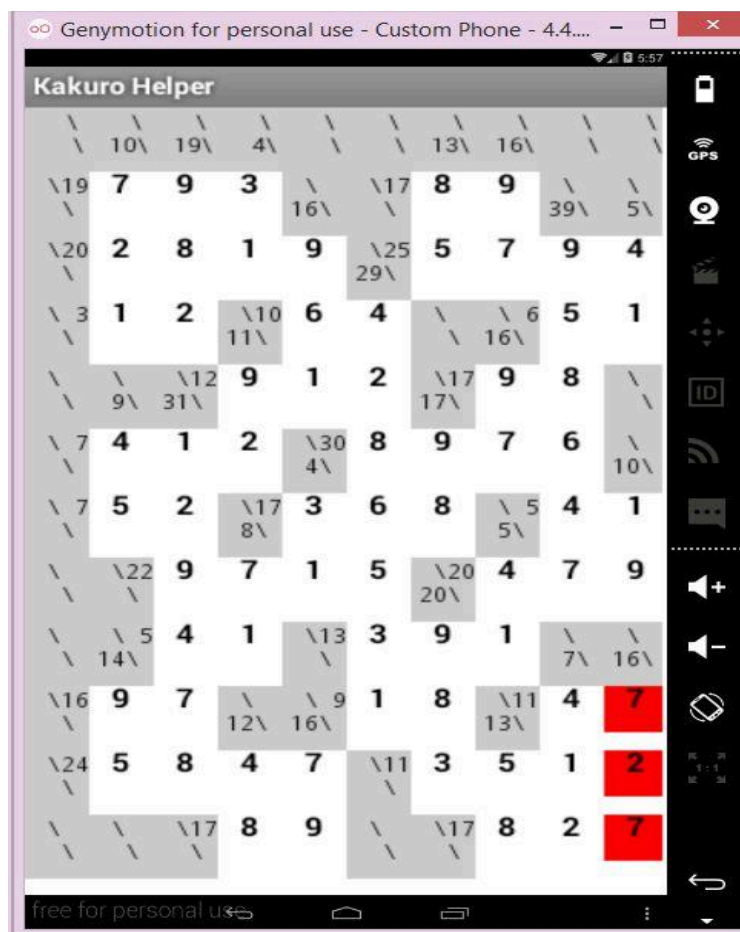 Genymotion for personal use - Custom Phone - 4.4....
5:57
Kakuro Helper
GPS
\ \ \ \ \ \ \ \ \ \
\ 10\ 19\ 4\ \ \ 13\ 16\ \ \
\19 7 9 3 \ \17 8 9 \ \
\ 16\ \ 39\ 5\
\20 2 8 1 9 \25 5 7 9 4
\ 29\
\ 3 1 2 \10 6 4 \ \ 6 5 1
\ 11\ \ 16\
\ \ \12 9 1 2 \17 9 8 \
\ 9\ 31\ 17\ \
ID
\ 7 4 1 2 \30 8 9 7 6 \
\ 4\ 10\
\ 7 5 2 \17 3 6 8 \ 5 4 1
\ 8\ 5\
\ \22 9 7 1 5 \20 4 7 9
\ \ 20\
\ \ 5 4 1 \13 3 9 1 \ \
\ 14\ \ 7\ 16\
\16 9 7 \ \ 9 1 8 \11 4 7
\ 12\ 16\ 13\
\24 5 8 4 7 \11 3 5 1 2
\ \
1:1
\ \ \17 8 9 \ \17 8 2 7
\ \ \ \ \
free for personal use